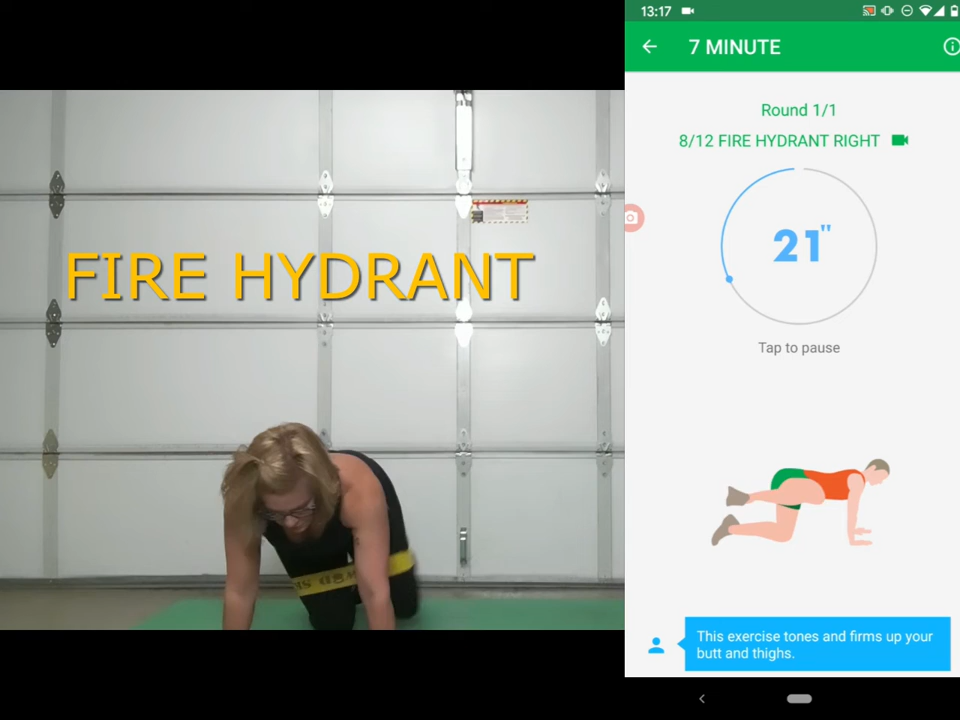 FIRE HYDRANT
13:17
7 MINUTE
Round 1/1
8/12 FIRE HYDRANT RIGHT
21"
Tap to pause
This exercise tones and firms up your
butt and thighs.